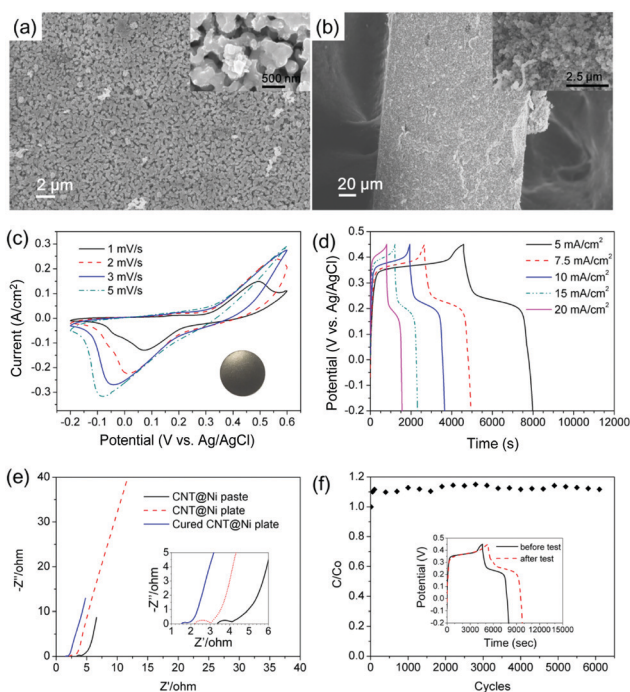 (a)
500 nm
2 µm
(b)
2.5 µm
20 µm
(c)
1 mV/s
2 mV/s
3 mV/s
5 mV/s
Current (A/cm²)
0.3
0.2
0.1
0.0
-0.1
-0.2
-0.3
-0.2 -0.1 0.0 0.1 0.2 0.3 0.4 0.5 0.6
Potential (V vs. Ag/AgCl)
(d)
5 mA/cm²
7.5 mA/cm²
10 mA/cm²
15 mA/cm²
20 mA/cm²
Potential (V vs. Ag/AgCl)
0.5
0.4
0.3
0.2
0.1
0.0
-0.1
-0.2
0 2000 4000 6000 8000 10000 12000
Time (s)
(e)
CNT@Ni paste
CNT@Ni plate
Cured CNT@Ni plate
-Z''/ohm
40
30
20
10
0
0 5 10 15 20 25 30 35 40
Z'/ohm
-Z''/ohm
5
4
3
2
1
0
1 2 3 4 5 6
Z'/ohm
(f)
C/Co
1.2
1.0
0.8
0.6
0.4
0.2
0.0
0 1000 2000 3000 4000 5000 6000
Cycles
before test
after test
Potential (V)
0.5
0.4
0.3
0.2
0.1
0.0
0 3000 6000 9000 12000 15000
Time (sec)